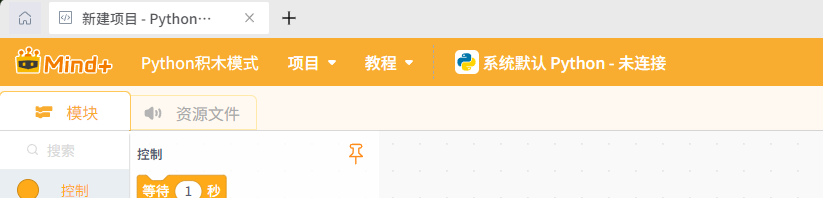 新建项目 - Python···
Mind+ Python积木模式 项目 教程 系统默认 Python - 未连接
模块 资源文件
搜索 控制
控制 等待 1 秒